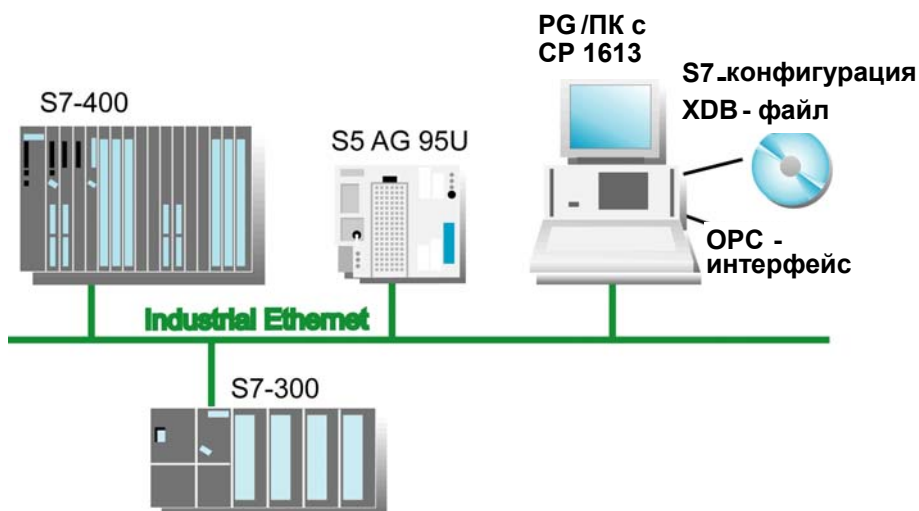 PG /ПК с
CP 1613
S7-конфигурация
XDB - файл
S7-400
S5 AG 95U
OPC -
интерфейс
Industrial Ethernet
S7-300